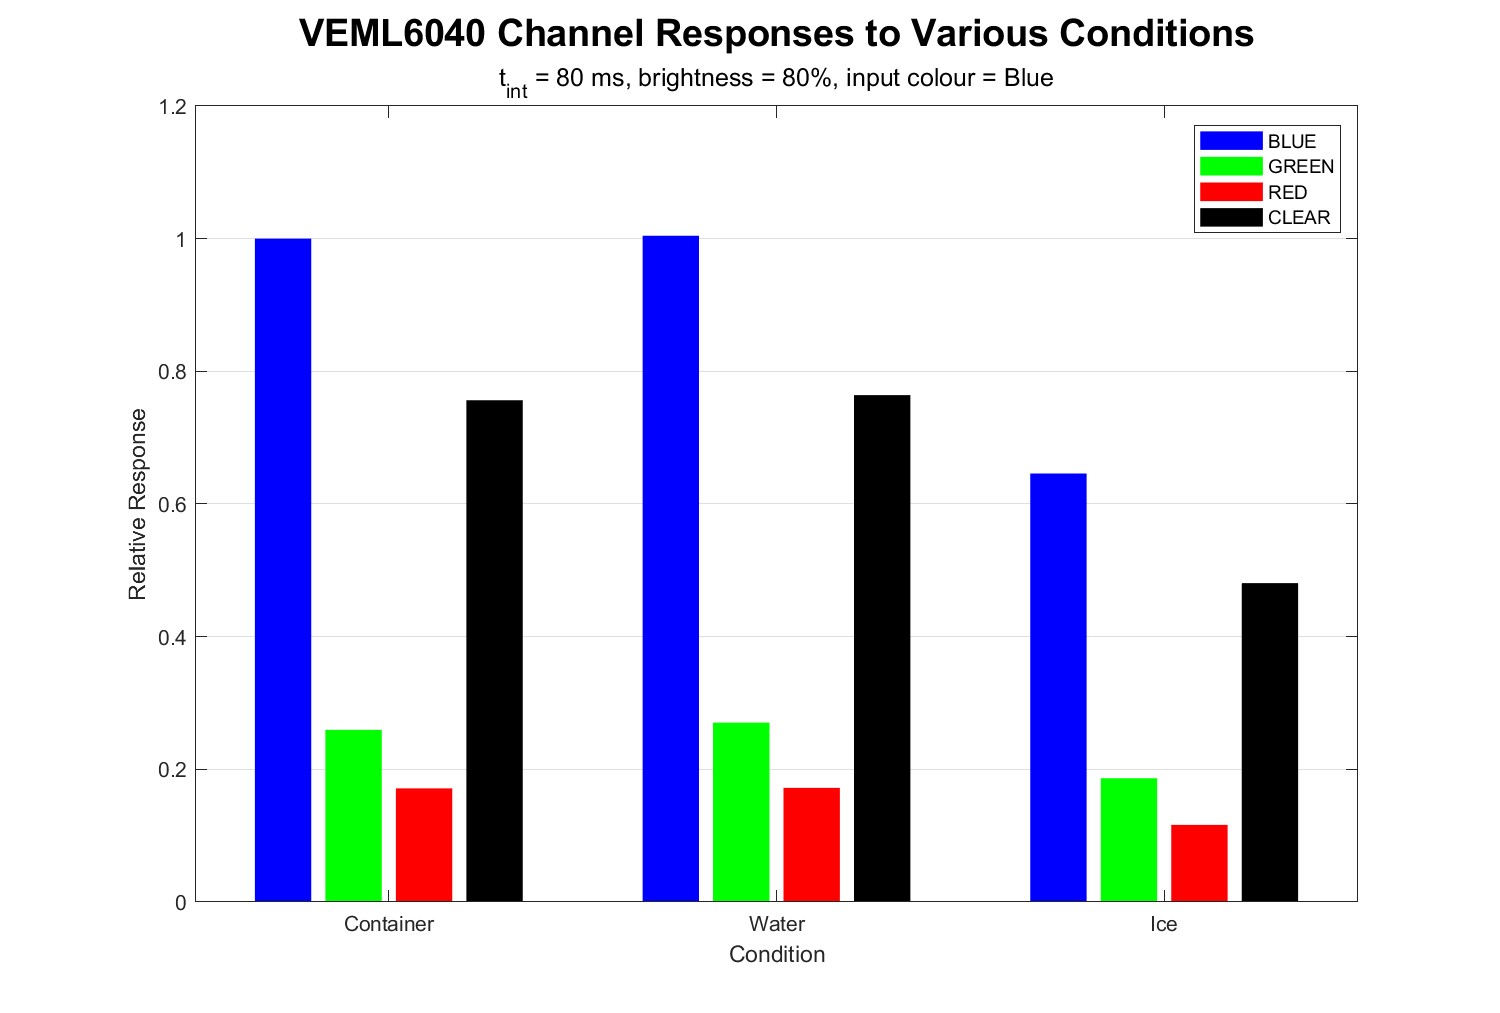 VEML6040 Channel Responses to Various Conditions
t_int = 80 ms, brightness = 80%, input colour = Blue
1.2
1
0.8
0.6
0.4
0.2
0
Relative Response
BLUE
GREEN
RED
CLEAR
Container
Water
Ice
Condition